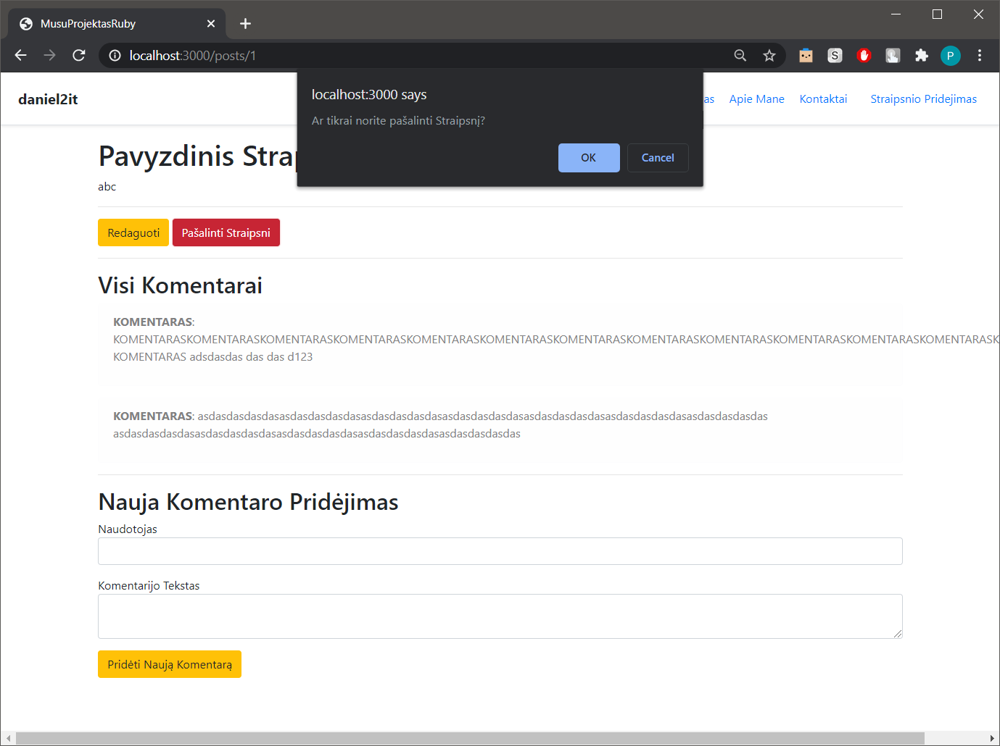 MusuProjektasRuby
localhost:3000/posts/1
S
P
localhost:3000 says
Ar tikrai norite pašalinti Straipsnį?
OK
Cancel
daniel2it
as Apie Mane Kontaktai Straipsnio Pridejimas
Pavyzdinis Strap
abc
Redaguoti
Pašalinti Straipsni
Visi Komentarai
KOMENTARAS:
KOMENTARASKOMENTARASKOMENTARASKOMENTARASKOMENTARASKOMENTARASKOMENTARASKOMENTARASKOMENTARASKOMENTARASKOMENTARASKOMENTARASK
KOMENTARAS adsdasdas das das d123
KOMENTARAS: asdasdasdasdasasdasdasdasdasasdasdasdasdasasdasdasdasdasasdasdasdasdasasdasdasdasdasasdasdasdasdas
asdasdasdasdasasdasdasdasdasasdasdasdasdasasdasdasdasdasasdasdasdasdas
Nauja Komentaro Pridėjimas
Naudotojas
Komentarijo Tekstas
Pridėti Naują Komentarą